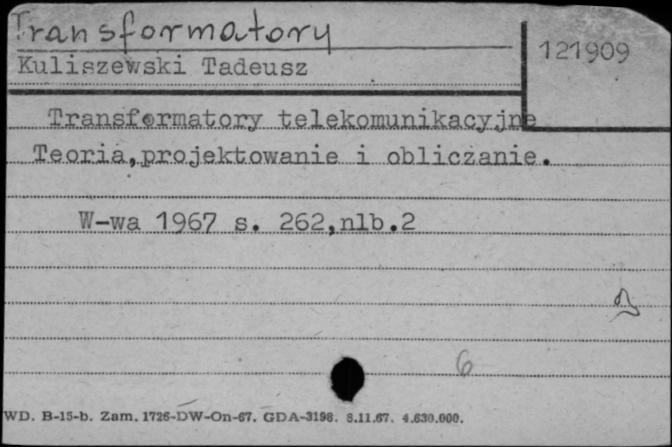 Transformatory
121909
Kuliszewski Tadeusz
Transformatory telekomunikacyjne
Teoria,projektowanie i obliczanie.
W-wa 1967 s. 262,nlb.2
6
WD. B-15-b. Zam. 1726-DW-On-67. GDA-3198. 8.11.67. 4.630.000.